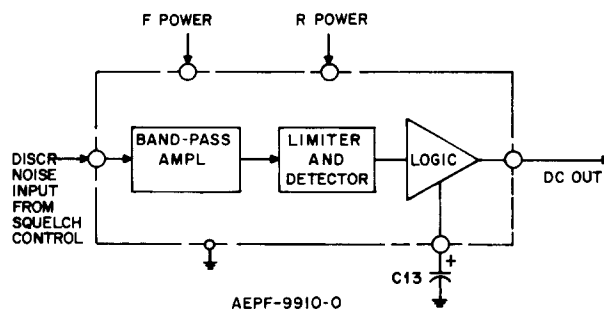 F POWER
R POWER
DISCR
NOISE
INPUT
FROM
SQUELCH
CONTROL
BAND-PASS
AMPL
LIMITER
AND
DETECTOR
LOGIC
DC OUT
+
C13
AEPF-9910-0